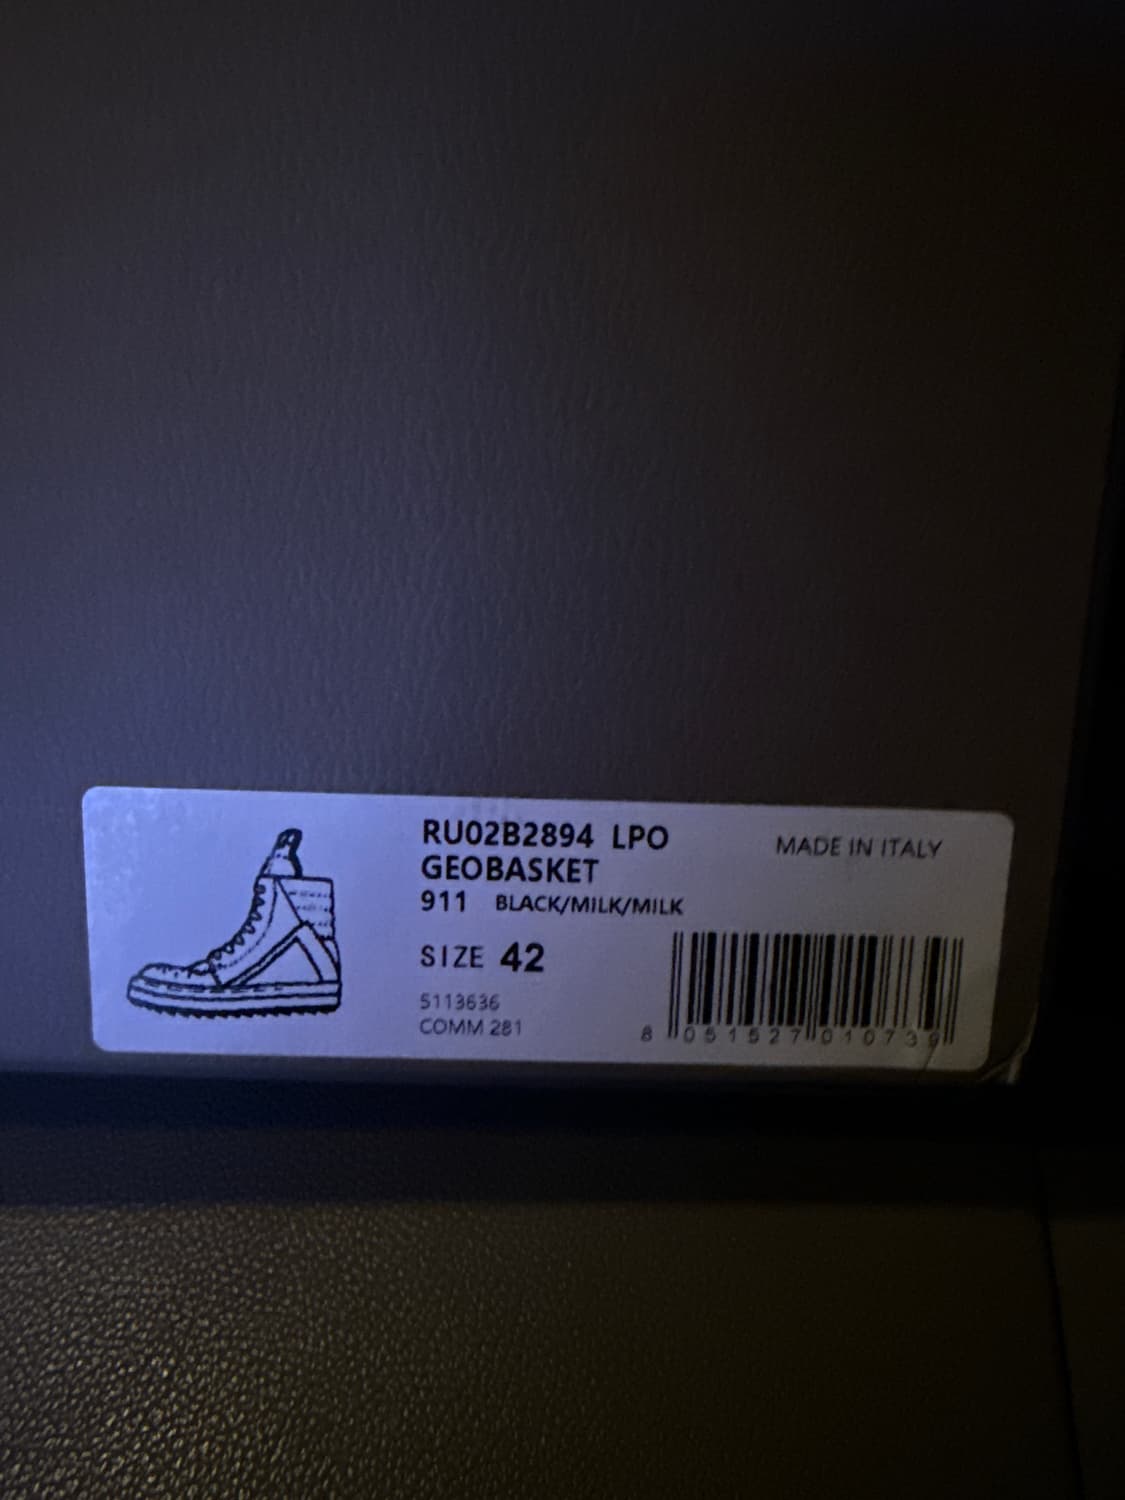 RU02B2894 LPO
GEOBASKET
911 BLACK/MILK/MILK
MADE IN ITALY
SIZE 42
5113636
COMM 281
8 051527 010739